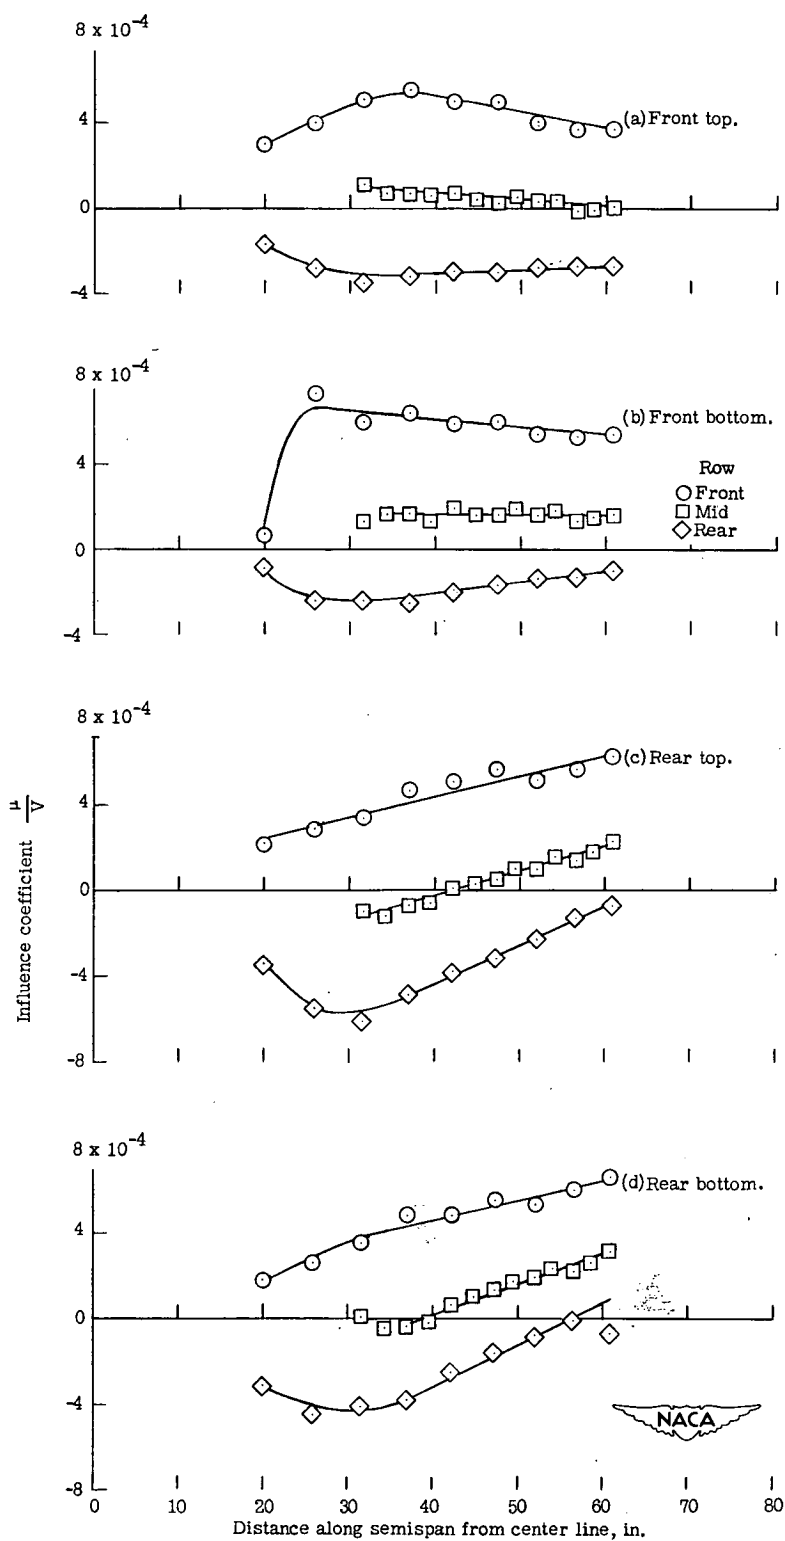 8 x 10-4
4
0
-4
(a) Front top.
8 x 10-4
4
0
-4
(b) Front bottom.
Row
Front
Mid
Rear
8 x 10-4
4
0
-4
-8
(c) Rear top.
Influence coefficient μ/V
8 x 10-4
4
0
-4
-8
(d) Rear bottom.
NACA
0 10 20 30 40 50 60 70 80
Distance along semispan from center line, in.